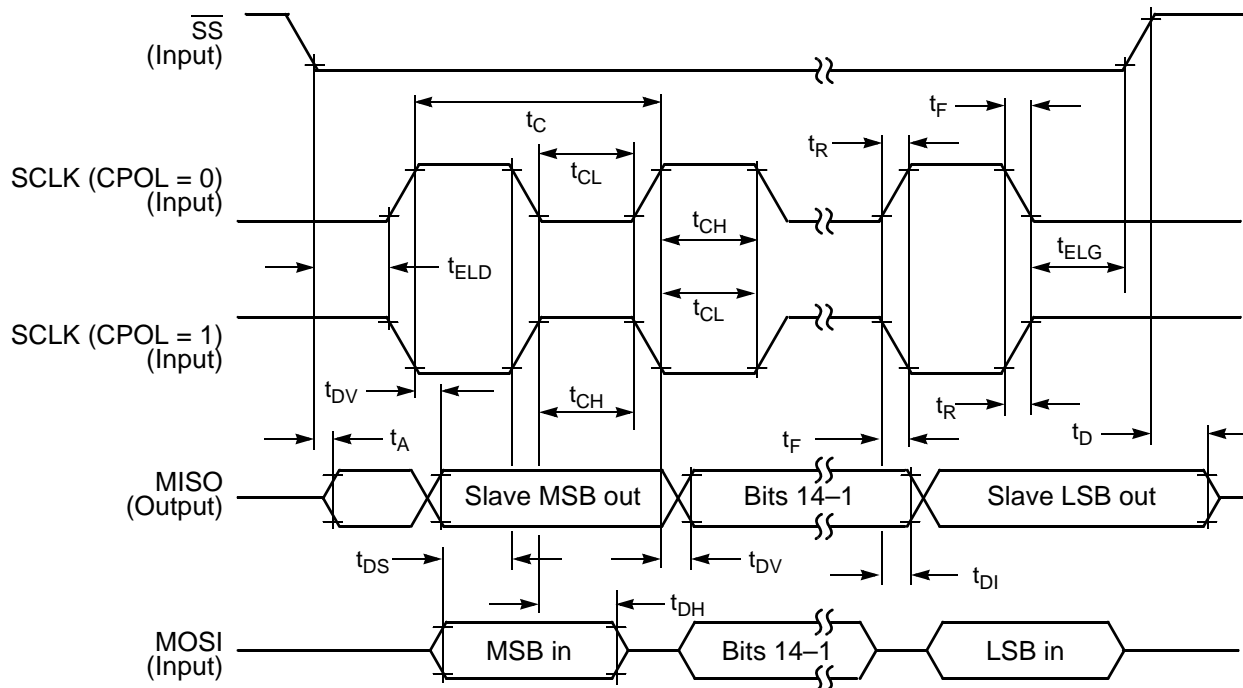 SS
(Input)
tF
tC
tR
SCLK (CPOL = 0)
(Input)
tCL
tCH
tELD
tELG
tCL
SCLK (CPOL = 1)
(Input)
tDV
tCH
tR
tA
tF
tD
MISO
(Output)
Slave MSB out
Bits 14–1
Slave LSB out
tDS
tDV
tDI
tDH
MOSI
(Input)
MSB in
Bits 14–1
LSB in